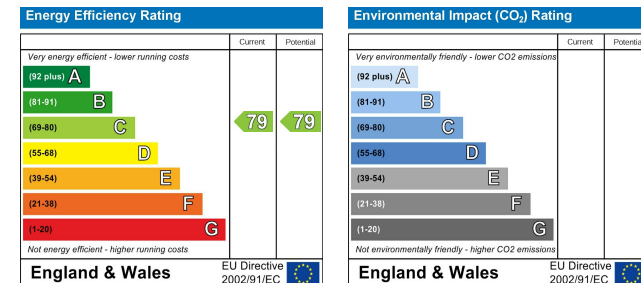 Energy Efficiency Rating
Current Potential
Very energy efficient - lower running costs
(92 plus) A
(81-91) B
(69-80) C 79 79
(55-68) D
(39-54) E
(21-38) F
(1-20) G
Not energy efficient - higher running costs
England & Wales
EU Directive
2002/91/EC
Environmental Impact (CO₂) Rating
Current Potential
Very environmentally friendly - lower CO2 emissions
(92 plus) A
(81-91) B
(69-80) C
(55-68) D
(39-54) E
(21-38) F
(1-20) G
Not environmentally friendly - higher CO2 emissions
England & Wales
EU Directive
2002/91/EC